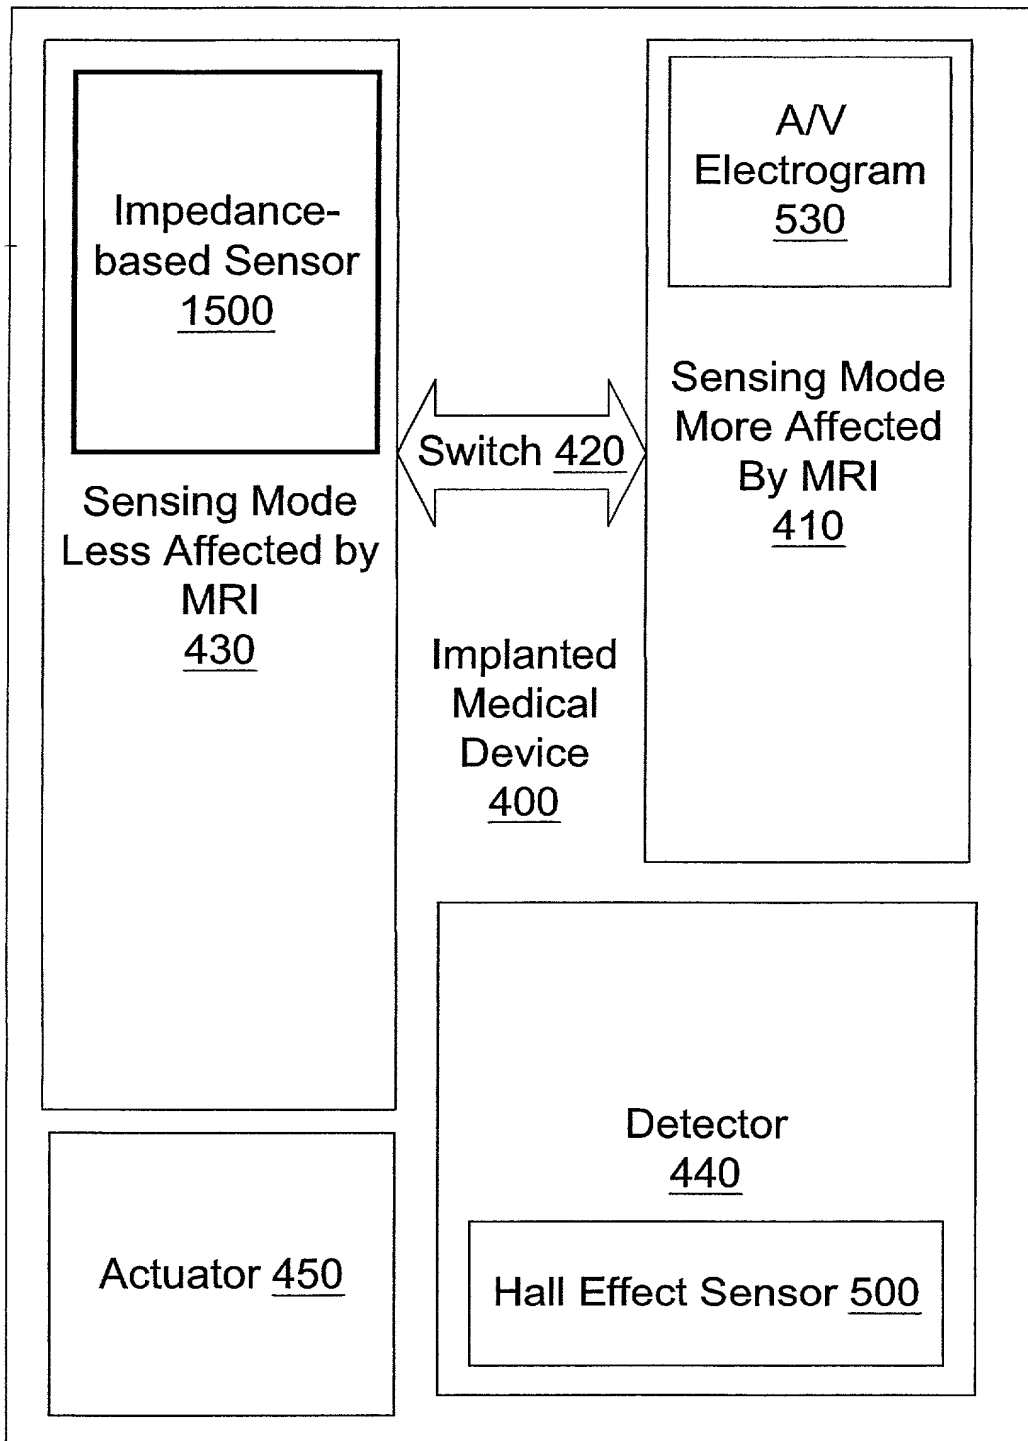 Impedance-
based Sensor
1500
Sensing Mode
Less Affected by
MRI
430
Switch 420
A/V
Electrogram
530
Sensing Mode
More Affected
By MRI
410
Implanted
Medical
Device
400
Detector
440
Hall Effect Sensor 500
Actuator 450